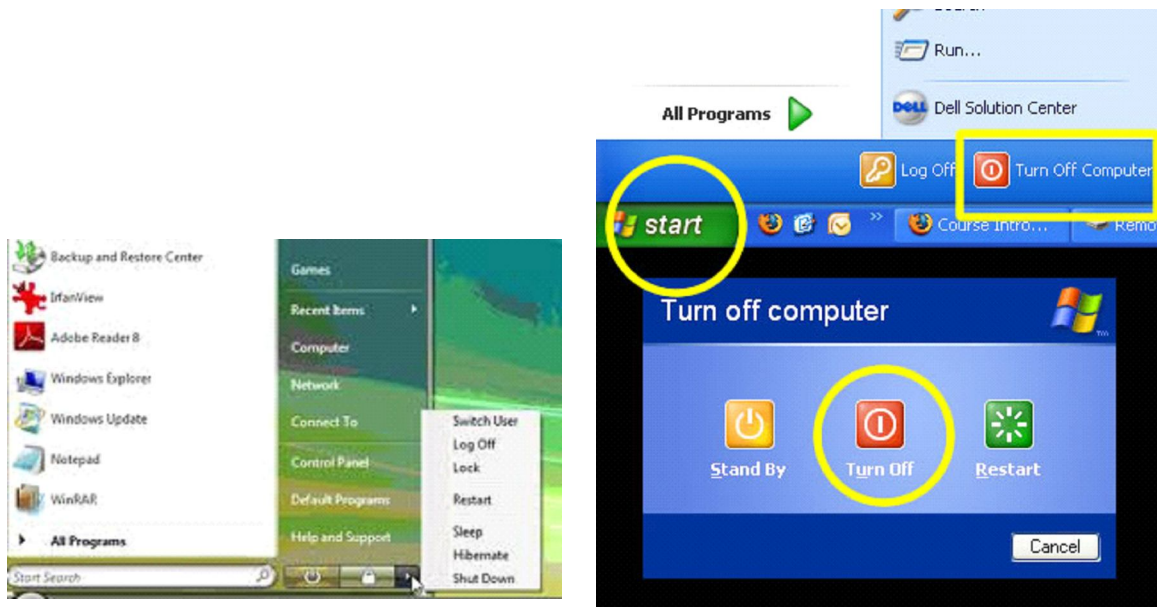 Backup and Restore Center
IrfanView
Adobe Reader 8
Windows Explorer
Windows Update
Notepad
WinRAR
All Programs
Start Search
Games
Recent Items
Computer
Network
Connect To
Control Panel
Default Programs
Help and Support
Switch User
Log Off
Lock
Restart
Sleep
Hibernate
Shut Down
Run...
All Programs
DELL Dell Solution Center
Log Off Turn Off Computer
start » Course Intro... Remo
Turn off computer
TM
Stand By Turn Off Restart
Cancel